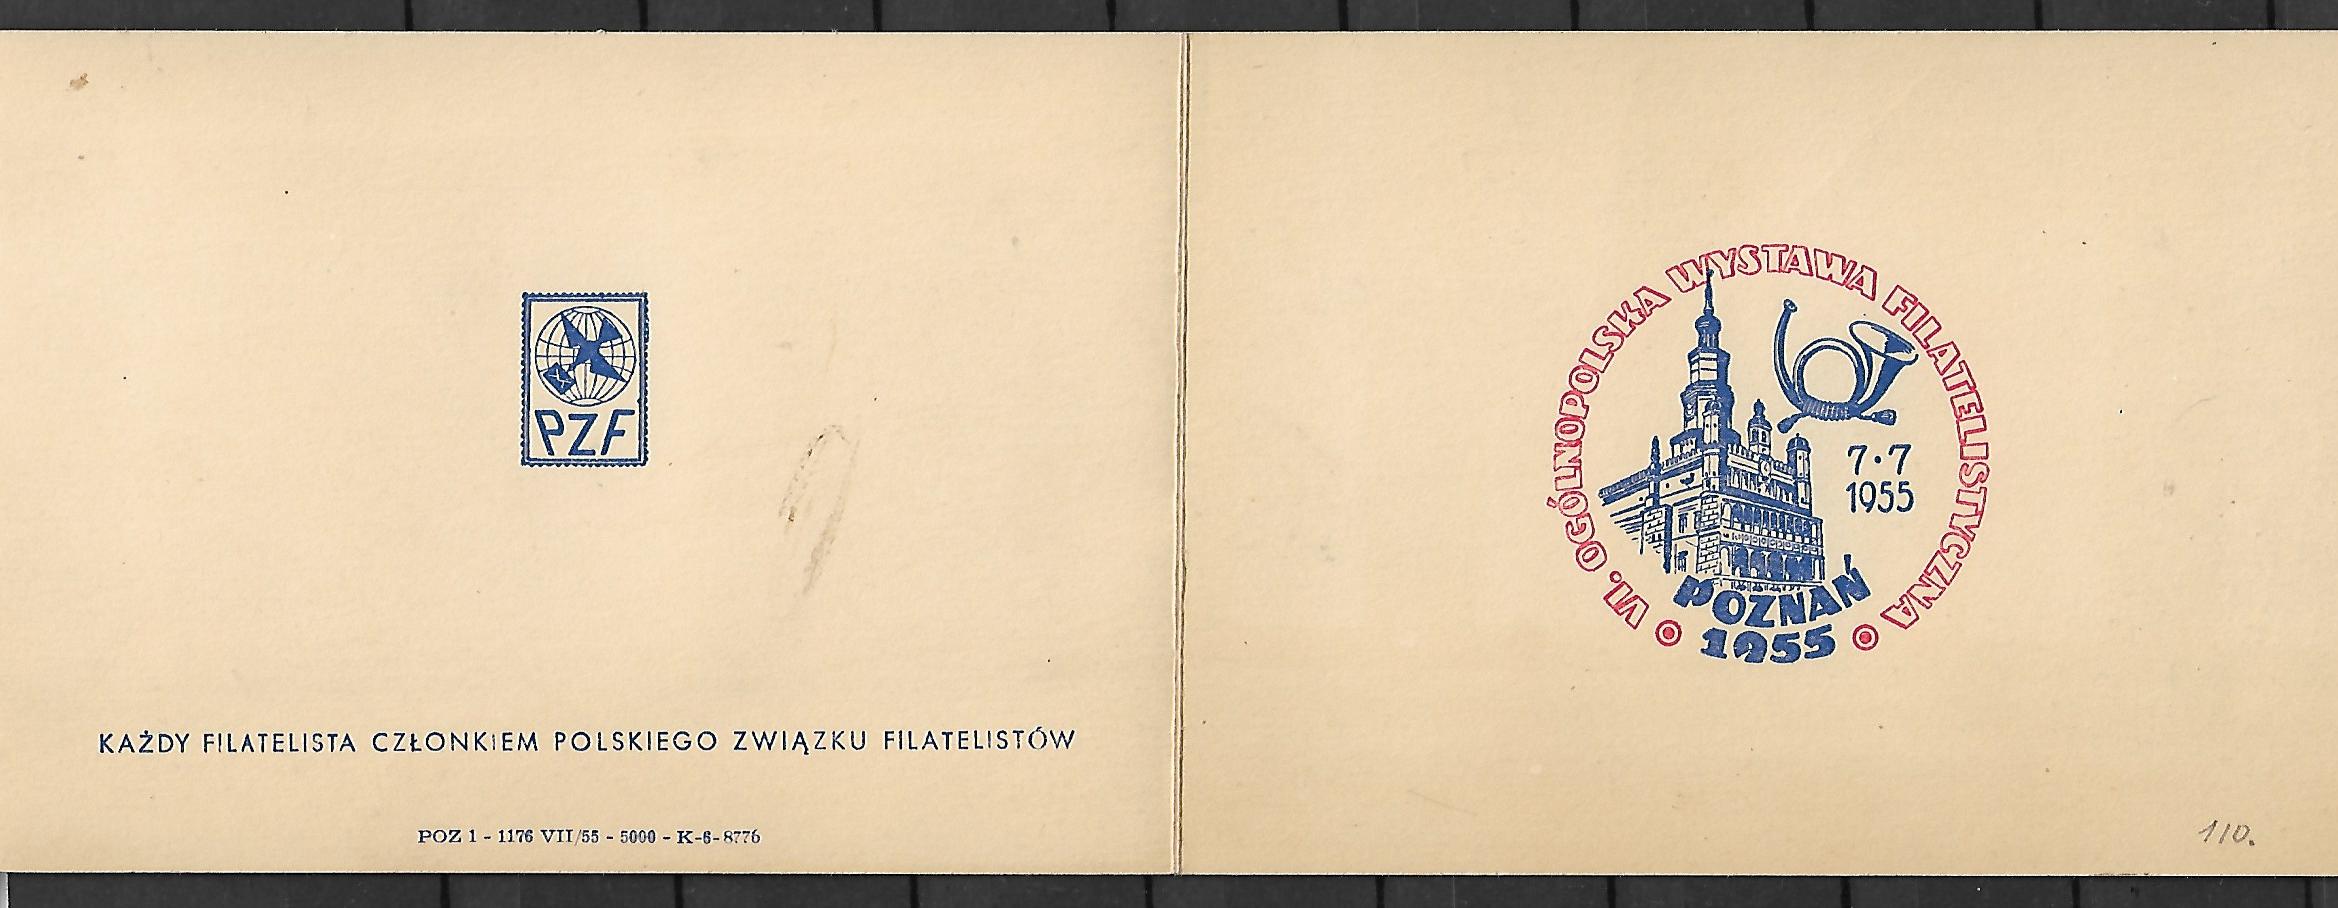 PZF
KAŻDY FILATELISTA CZŁONKIEM POLSKIEGO ZWIĄZKU FILATELISTÓW
POZ 1 - 1176 VII/55 - 5000 - K-6-8776
VI. OGÓLNOPOLSKA WYSTAWA FILATELISTYCZNA
7·7
1955
POZNAŃ
1955
110.